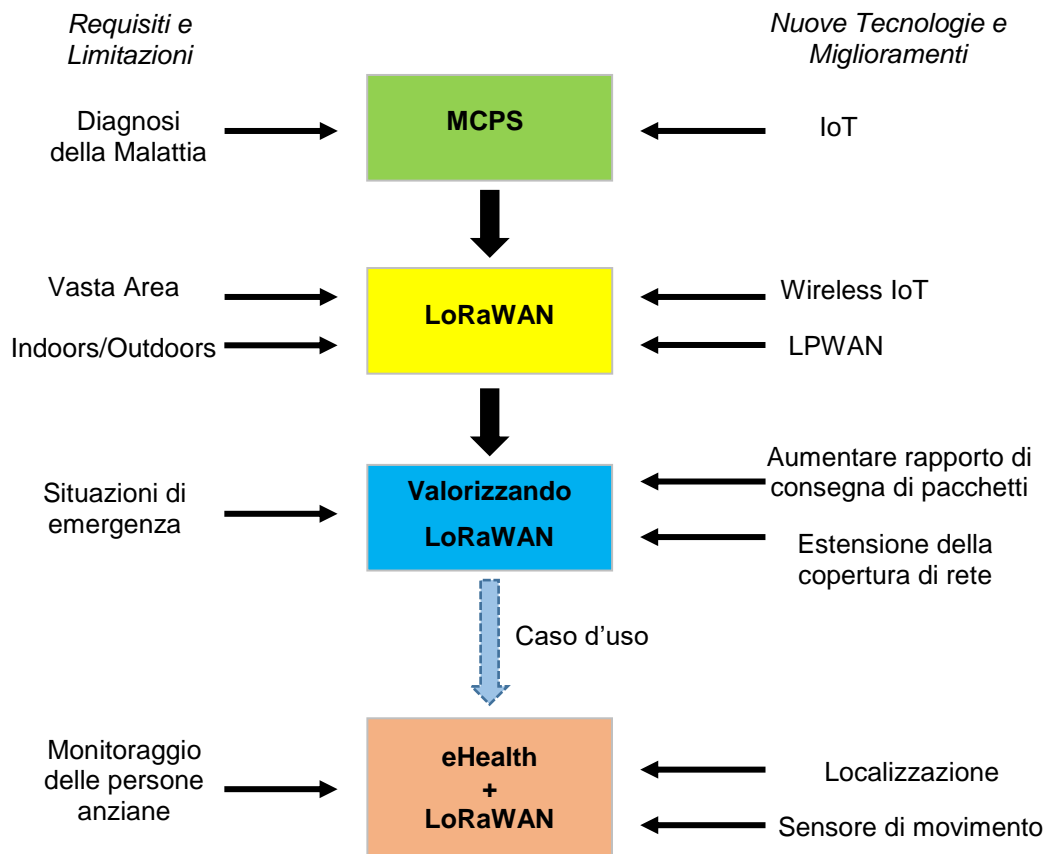 Requisiti e
Limitazioni
Nuove Tecnologie e
Miglioramenti
Diagnosi
della Malattia
MCPS
IoT
Vasta Area
Indoors/Outdoors
LoRaWAN
Wireless IoT
LPWAN
Situazioni di
emergenza
Valorizzando
LoRaWAN
Aumentare rapporto di
consegna di pacchetti
Estensione della
copertura di rete
Caso d’uso
Monitoraggio
delle persone
anziane
eHealth
+
LoRaWAN
Localizzazione
Sensore di movimento